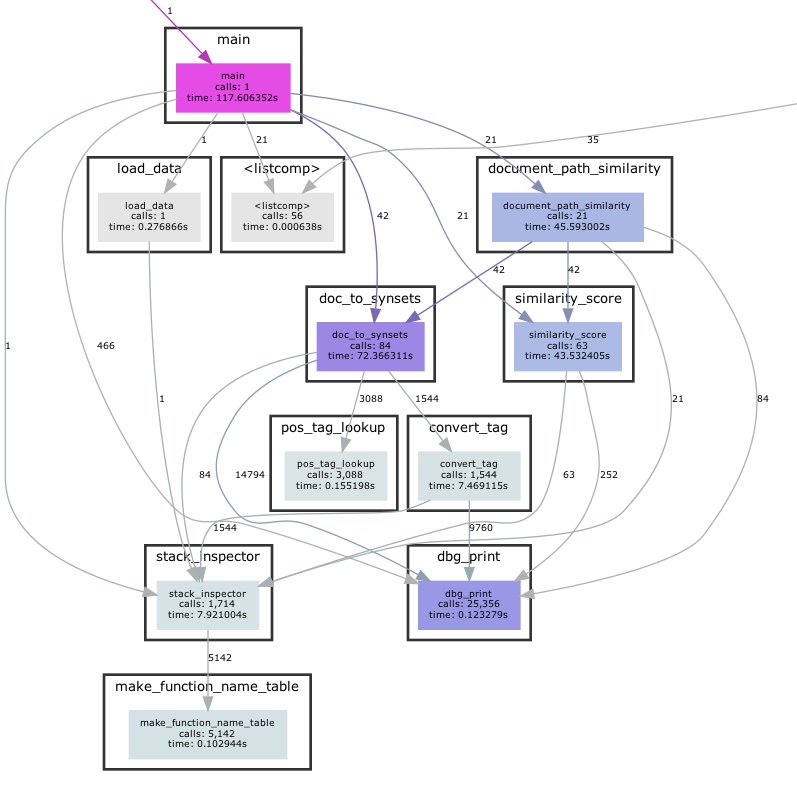 1
main
main
calls: 1
time: 117.606352s
1
21
21
35
load_data
<listcomp>
document_path_similarity
load_data
calls: 1
time: 0.276866s
<listcomp>
calls: 56
time: 0.000638s
document_path_similarity
calls: 21
time: 45.593002s
42
21
42
42
doc_to_synsets
similarity_score
doc_to_synsets
calls: 84
time: 72.366311s
similarity_score
calls: 63
time: 43.532405s
1
466
1
3088
1544
21
84
pos_tag_lookup
convert_tag
pos_tag_lookup
calls: 3,088
time: 0.155198s
convert_tag
calls: 1,544
time: 7.469115s
84
14794
63
252
1544
9760
stack_inspector
dbg_print
stack_inspector
calls: 1,714
time: 7.921004s
dbg_print
calls: 25,356
time: 0.123279s
5142
make_function_name_table
make_function_name_table
calls: 5,142
time: 0.102944s